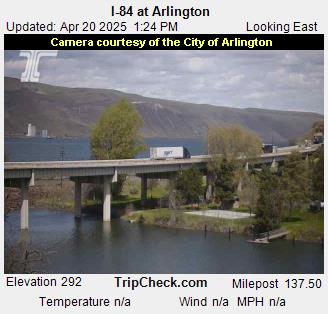 I-84 at Arlington
Updated: Apr 20 2025 1:24 PM Looking East
Camera courtesy of the City of Arlington
Elevation 292 TripCheck.com Milepost 137.50
Temperature n/a Wind n/a MPH n/a